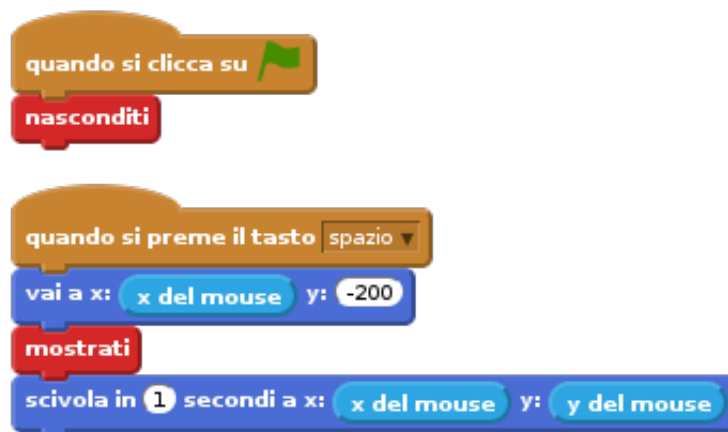 quando si clicca su
nasconditi
quando si preme il tasto spazio
vai a x: x del mouse y: -200
mostrati
scivola in 1 secondi a x: x del mouse y: y del mouse